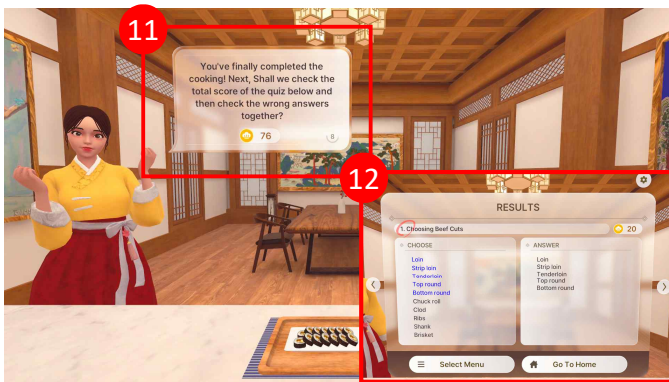 11
You've finally completed the
cooking! Next, Shall we check the
total score of the quiz below and
then check the wrong answers
together?
76
B
12
RESULTS
1. Choosing Beef Cuts
20
CHOOSE
Loin
Strip loin
Tenderloin
Top round
Bottom round
Chuck roll
Clod
Ribs
Shank
Brisket
ANSWER
Loin
Strip loin
Tenderloin
Top round
Bottom round
Select Menu
Go To Home